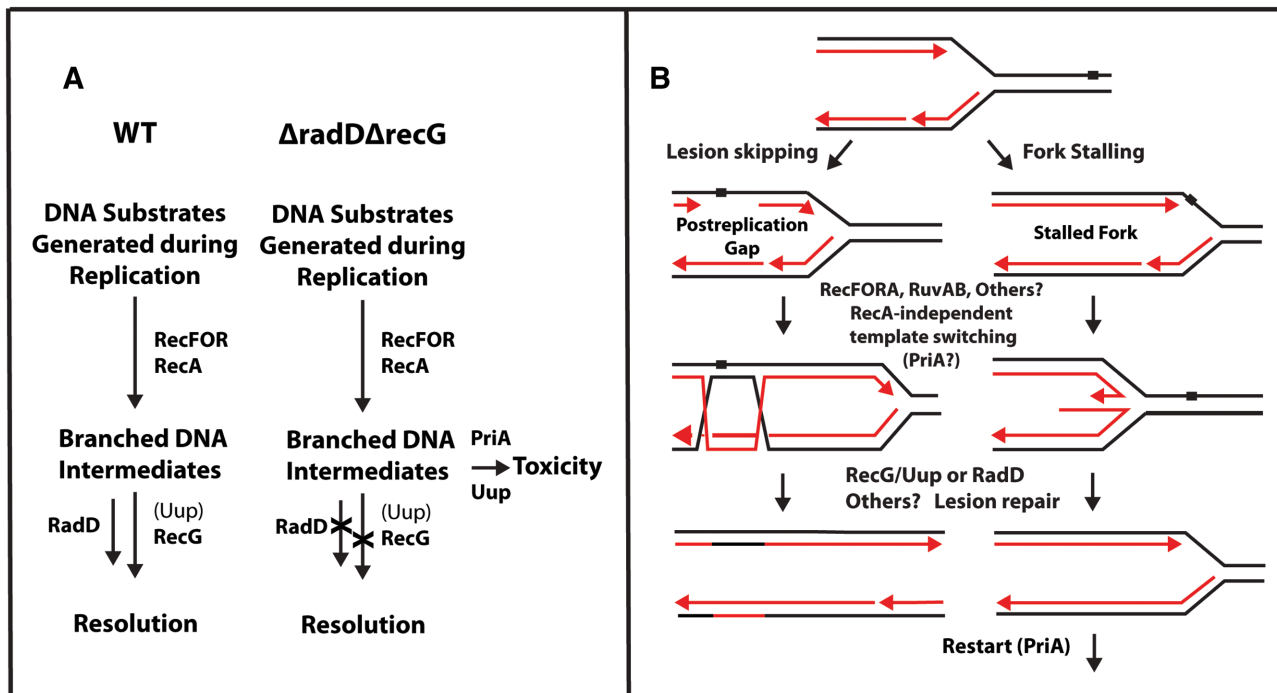 A
WT
DNA Substrates
Generated during
Replication
RecFOR
RecA
Branched DNA
Intermediates
RadD
(Uup)
RecG
Resolution
ΔradDΔrecG
DNA Substrates
Generated during
Replication
RecFOR
RecA
Branched DNA
Intermediates
PriA
Toxicity
Uup
RadD
(Uup)
RecG
Resolution
B
Lesion skipping
Fork Stalling
Postreplication
Gap
Stalled Fork
RecFORA, RuvAB, Others?
RecA-independent
template switching
(PriA?)
RecG/Uup or RadD
Others? Lesion repair
Restart (PriA)